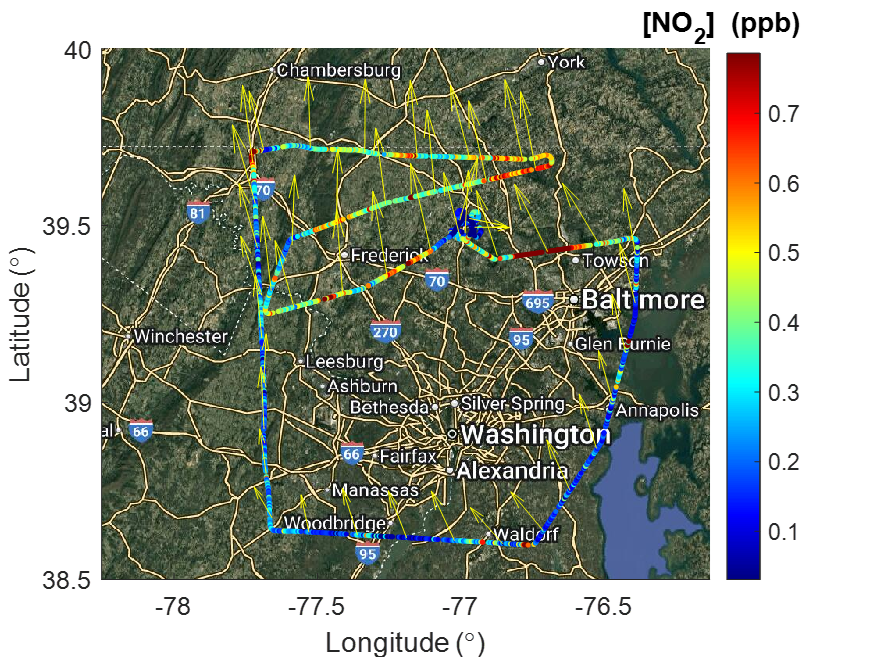 [NO2] (ppb)
40
York
Chambersburg
0.7
0.6
70
81
39.5
Frederick
Towson
0.5
70
Baltimore
695
0.4
270
95
Glen Burnie
Winchester
Latitude (°)
Leesburg
Ashburn
0.3
Bethesda
Silver Spring
39
Annapolis
al
66
Washington
66
Fairfax
0.2
Alexandria
Manassas
Woodbridge
Waldorf
0.1
95
38.5
-78
-77.5
-77
-76.5
Longitude (°)